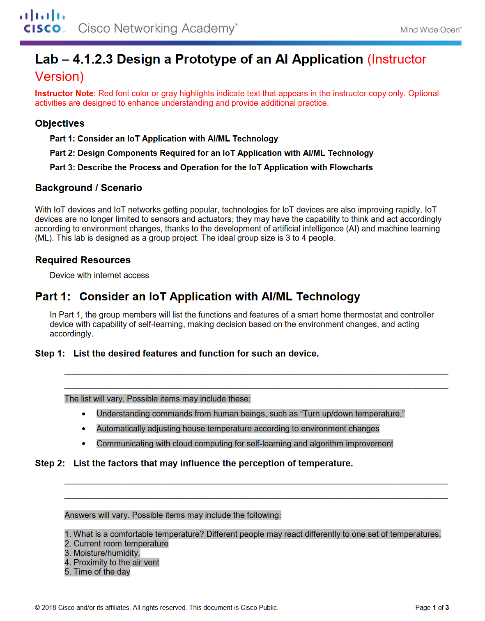 CISCO. Cisco Networking Academy® Mind Wide Open™
Lab – 4.1.2.3 Design a Prototype of an AI Application (Instructor
Version)
Instructor Note: Red font color or gray highlights indicate text that appears in the instructor copy only. Optional
activities are designed to enhance understanding and provide additional practice.
Objectives
Part 1: Consider an IoT Application with AI/ML Technology
Part 2: Design Components Required for an IoT Application with AI/ML Technology
Part 3: Describe the Process and Operation for the IoT Application with Flowcharts
Background / Scenario
With IoT devices and IoT networks getting popular, technologies for IoT devices are also improving rapidly. IoT
devices are no longer limited to sensors and actuators; they may have the capability to think and act accordingly
according to environment changes, thanks to the development of artificial intelligence (AI) and machine learning
(ML). This lab is designed as a group project. The ideal group size is 3 to 4 people.
Required Resources
Device with internet access
Part 1: Consider an IoT Application with AI/ML Technology
In Part 1, the group members will list the functions and features of a smart home thermostat and controller
device with capability of self-learning, making decision based on the environment changes, and acting
accordingly.
Step 1: List the desired features and function for such an device.
The list will vary. Possible items may include these:
• Understanding commands from human beings, such as “Turn up/down temperature.”
• Automatically adjusting house temperature according to environment changes
• Communicating with cloud computing for self-learning and algorithm improvement
Step 2: List the factors that may influence the perception of temperature.
Answers will vary. Possible items may include the following:
1. What is a comfortable temperature? Different people may react differently to one set of temperatures.
2. Current room temperature
3. Moisture/humidity.
4. Proximity to the air vent
5. Time of the day
© 2018 Cisco and/or its affiliates. All rights reserved. This document is Cisco Public. Page 1 of 3